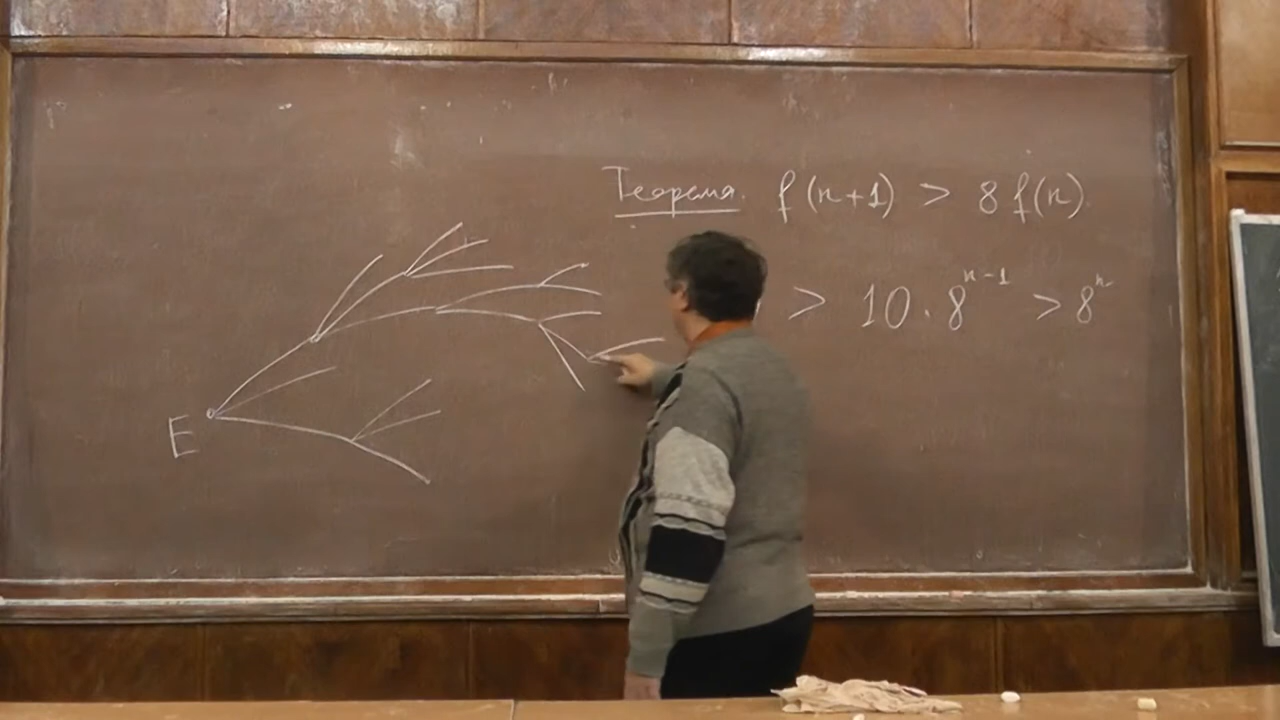 Теорема. f(n+1) > 8 f(n).
) > 10 · 8^{n-1} > 8^n
E